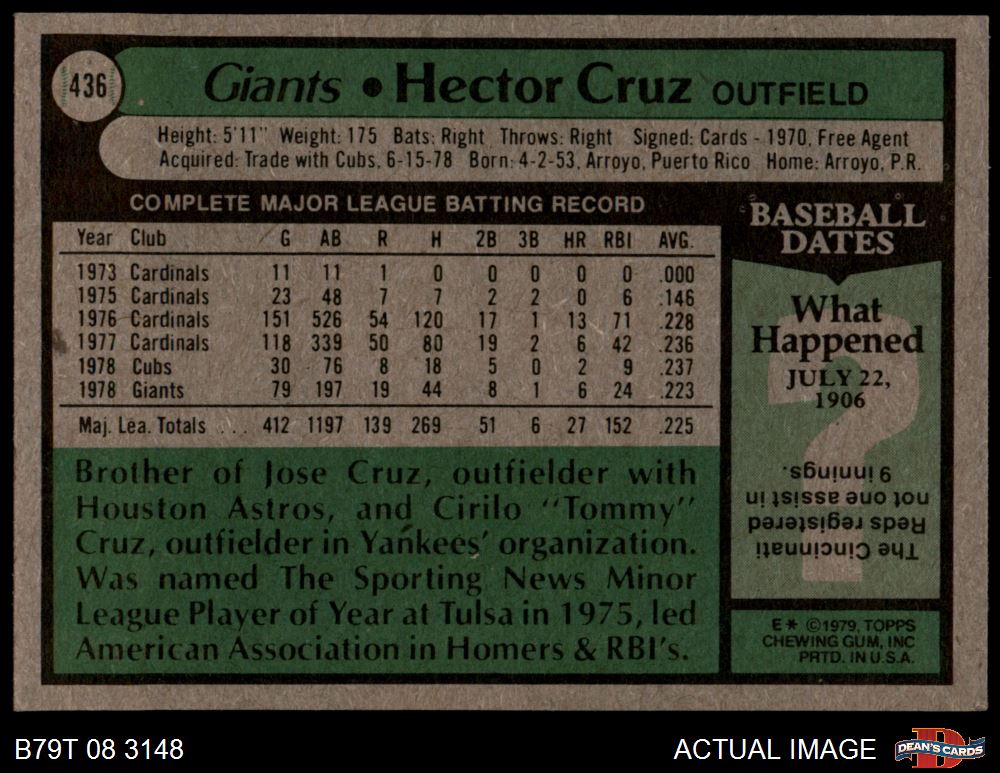 436
Giants • Hector Cruz OUTFIELD
Height: 5'11" Weight: 175 Bats: Right Throws: Right Signed: Cards - 1970, Free Agent
Acquired: Trade with Cubs, 6-15-78 Born: 4-2-53, Arroyo, Puerto Rico Home: Arroyo, P.R.
COMPLETE MAJOR LEAGUE BATTING RECORD
Year Club G AB R H 2B 3B HR RBI AVG.
1973 Cardinals 11 11 1 0 0 0 0 0 .000
1975 Cardinals 23 48 7 7 2 2 0 6 .146
1976 Cardinals 151 526 54 120 17 1 13 71 .228
1977 Cardinals 118 339 50 80 19 2 6 42 .236
1978 Cubs 30 76 8 18 5 0 2 9 .237
1978 Giants 79 197 19 44 8 1 6 24 .223
Maj. Lea. Totals . . . 412 1197 139 269 51 6 27 152 .225
Brother of Jose Cruz, outfielder with
Houston Astros, and Cirilo "Tommy"
Cruz, outfielder in Yankees' organization.
Was named The Sporting News Minor
League Player of Year at Tulsa in 1975, led
American Association in Homers & RBI's.
BASEBALL
DATES
What
Happened
JULY 22,
1906
?
The Cincinnati
Reds registered
not one assist in
9 innings.
E* ©1979, TOPPS
CHEWING GUM, INC
PRTD. IN U.S.A.
B79T 08 3148
ACTUAL IMAGE
D
DEAN'S CARDS